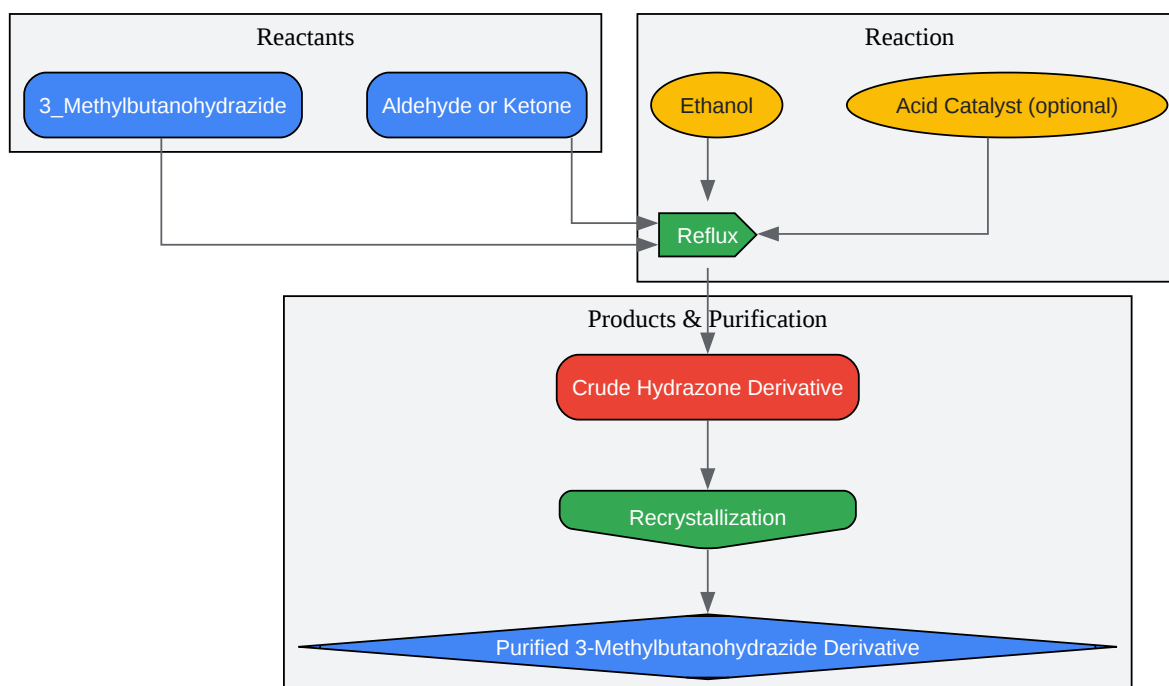 Reactants
3_Methylbutanohydrazide
Aldehyde or Ketone
Reaction
Ethanol
Acid Catalyst (optional)
Reflux
Products & Purification
Crude Hydrazone Derivative
Recrystallization
Purified 3-Methylbutanohydrazide Derivative